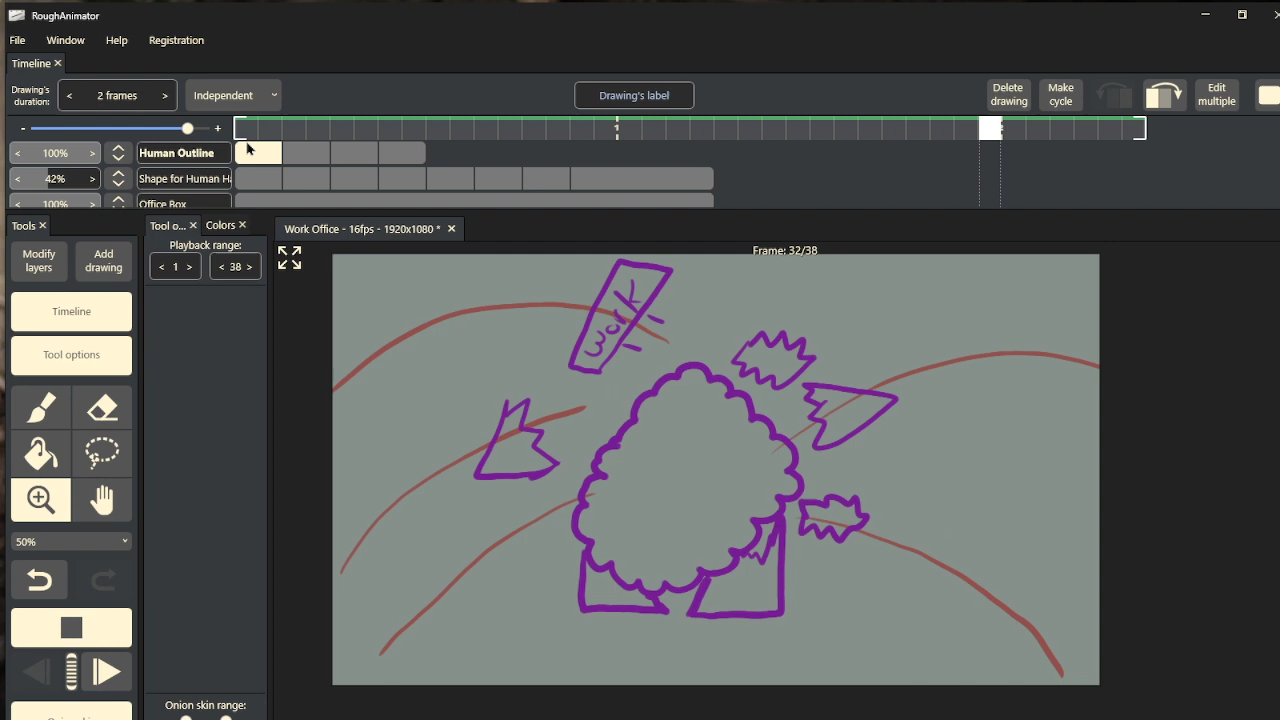 RoughAnimator
File Window Help Registration
Timeline
Drawing's duration:
2 frames
Independent
Drawing's label
Delete drawing
Make cycle
Edit multiple
- +
1
100% Human Outline
42% Shape for Human Ha
100% Office Box
Tools
Tool o...
Colors
Work Office - 16fps - 1920x1080 *
Modify layers
Add drawing
Playback range:
< 1 >
< 38 >
Frame: 32/38
Timeline
Tool options
work
50%
Onion skin range: